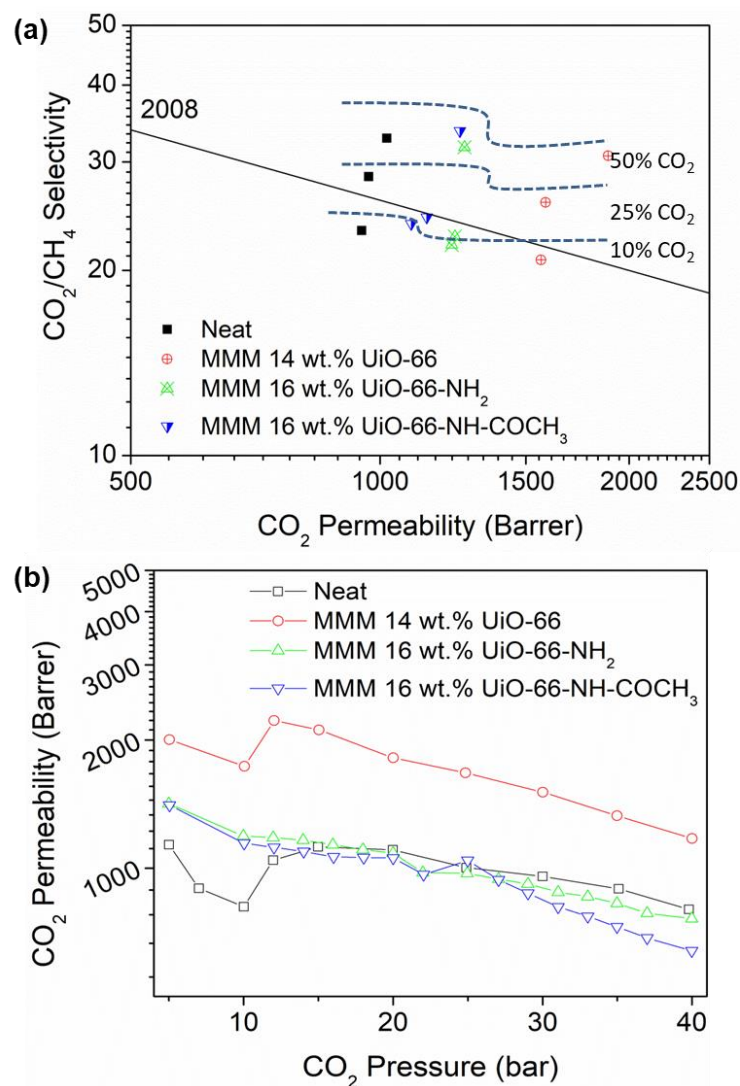 (a)
50
40
30
20
10
CO₂/CH₄ Selectivity
2008
50% CO₂
25% CO₂
10% CO₂
Neat
MMM 14 wt.% UiO-66
MMM 16 wt.% UiO-66-NH₂
MMM 16 wt.% UiO-66-NH-COCH₃
500 1000 1500 2000 2500
CO₂ Permeability (Barrer)
(b)
5000
4000
3000
2000
1000
CO₂ Permeability (Barrer)
Neat
MMM 14 wt.% UiO-66
MMM 16 wt.% UiO-66-NH₂
MMM 16 wt.% UiO-66-NH-COCH₃
10 20 30 40
CO₂ Pressure (bar)